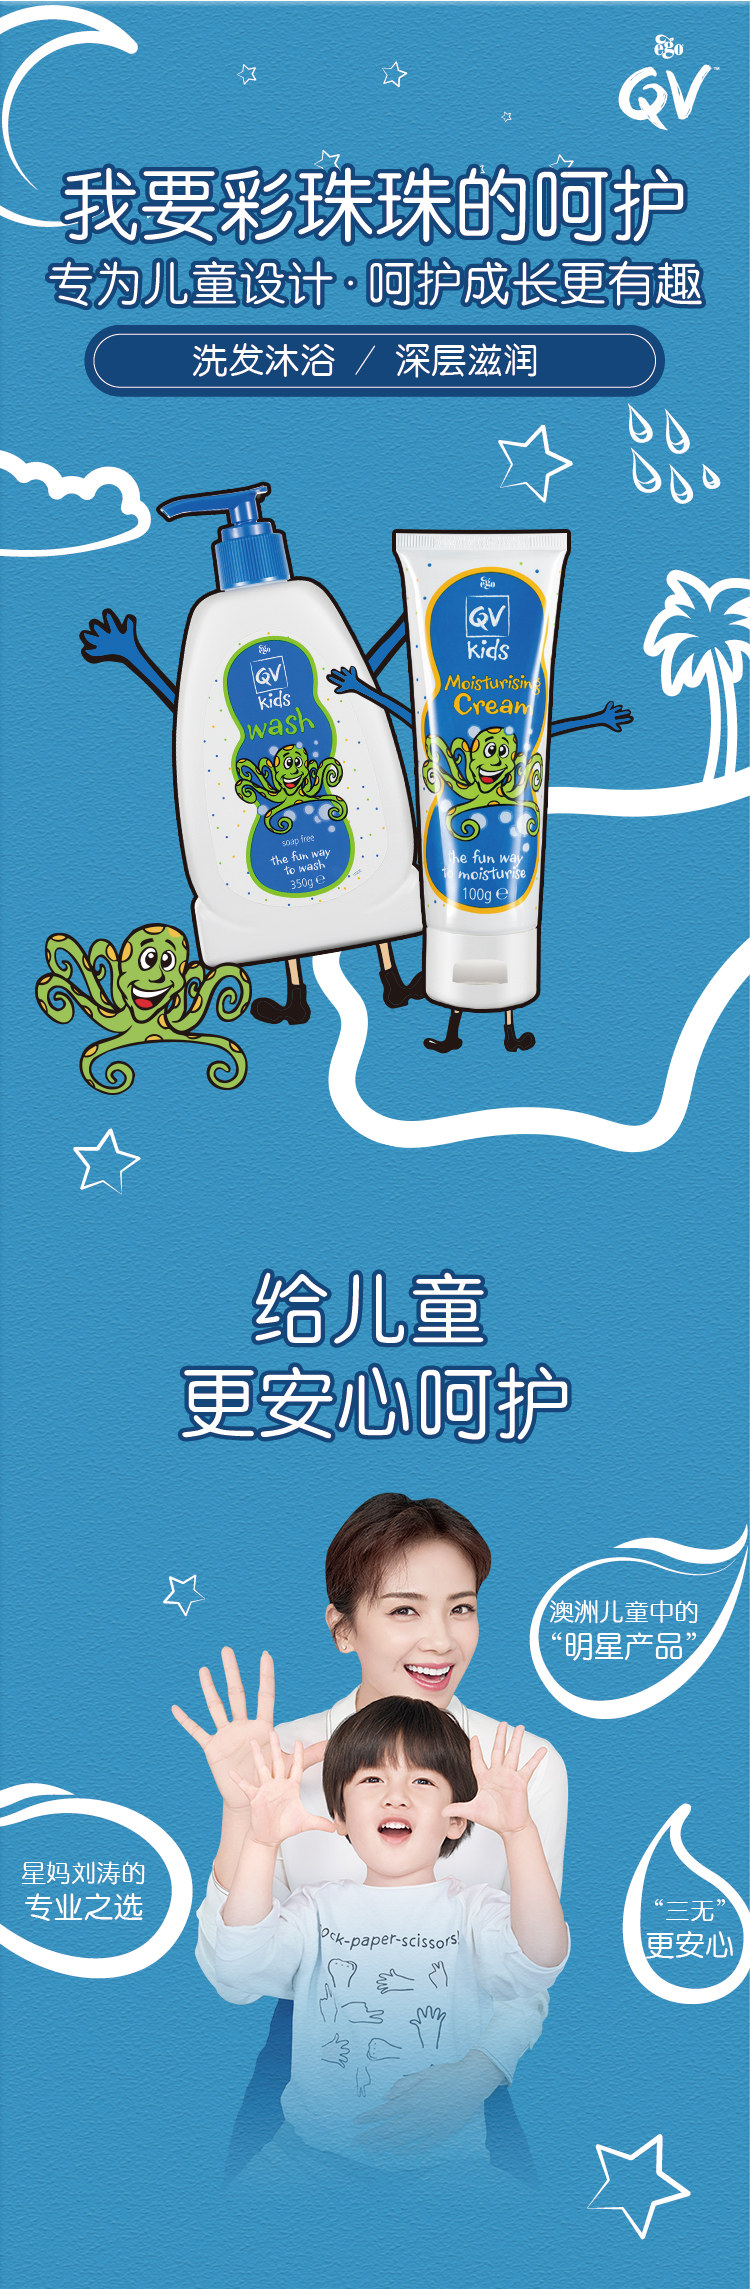 ego
QV™
我要彩珠珠的呵护
专为儿童设计·呵护成长更有趣
洗发沐浴 / 深层滋润
ego
QV
kids
wash
soap free
the fun way
to wash
350g ℮
ego
QV
kids
Moisturising
Cream
the fun way
to moisturise
100g ℮
给儿童
更安心呵护
澳洲儿童中的
“明星产品”
星妈刘涛的
专业之选
“三无”
更安心
ock-paper-scissors!